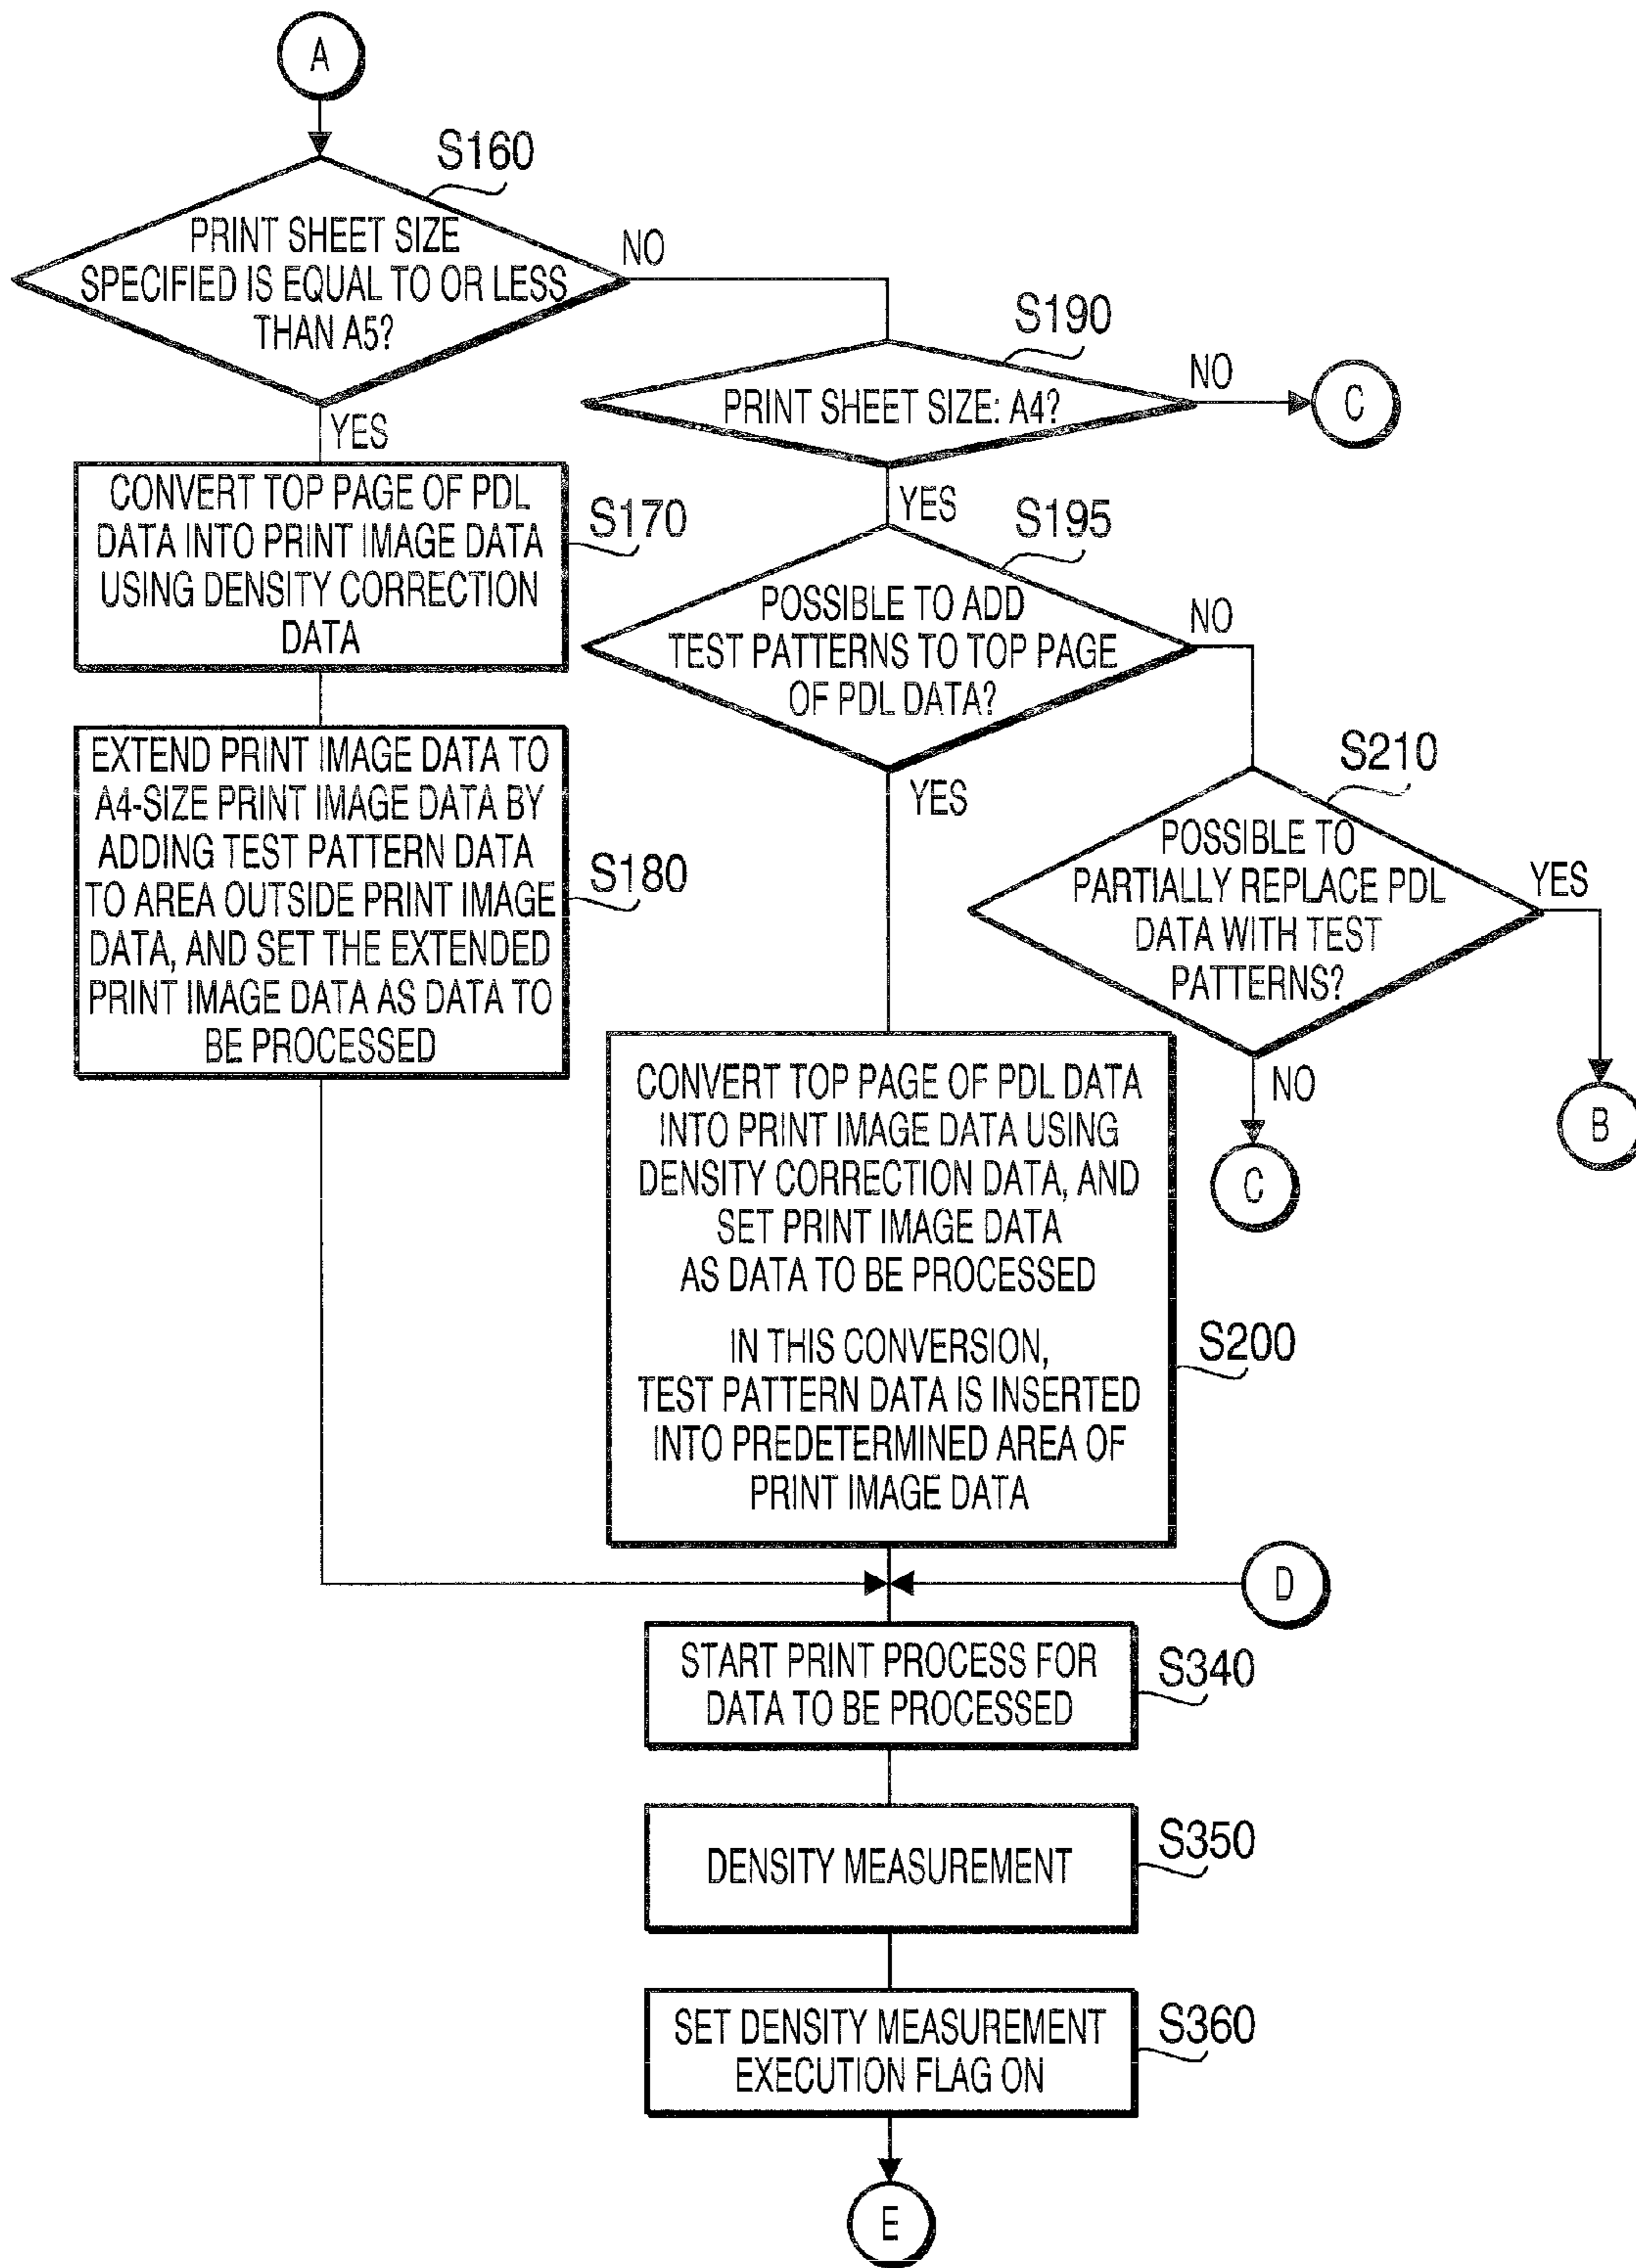 A
S160
PRINT SHEET SIZE
SPECIFIED IS EQUAL TO OR LESS
THAN A5?
NO
YES
S190
PRINT SHEET SIZE: A4?
NO
C
YES
CONVERT TOP PAGE OF PDL
DATA INTO PRINT IMAGE DATA
USING DENSITY CORRECTION
DATA
S170
S195
POSSIBLE TO ADD
TEST PATTERNS TO TOP PAGE
OF PDL DATA?
NO
YES
EXTEND PRINT IMAGE DATA TO
A4-SIZE PRINT IMAGE DATA BY
ADDING TEST PATTERN DATA
TO AREA OUTSIDE PRINT IMAGE
DATA, AND SET THE EXTENDED
PRINT IMAGE DATA AS DATA TO
BE PROCESSED
S180
S210
POSSIBLE TO
PARTIALLY REPLACE PDL
DATA WITH TEST
PATTERNS?
YES
B
NO
C
CONVERT TOP PAGE OF PDL DATA
INTO PRINT IMAGE DATA USING
DENSITY CORRECTION DATA, AND
SET PRINT IMAGE DATA
AS DATA TO BE PROCESSED
IN THIS CONVERSION,
TEST PATTERN DATA IS INSERTED
INTO PREDETERMINED AREA OF
PRINT IMAGE DATA
S200
D
START PRINT PROCESS FOR
DATA TO BE PROCESSED
S340
DENSITY MEASUREMENT
S350
SET DENSITY MEASUREMENT
EXECUTION FLAG ON
S360
E